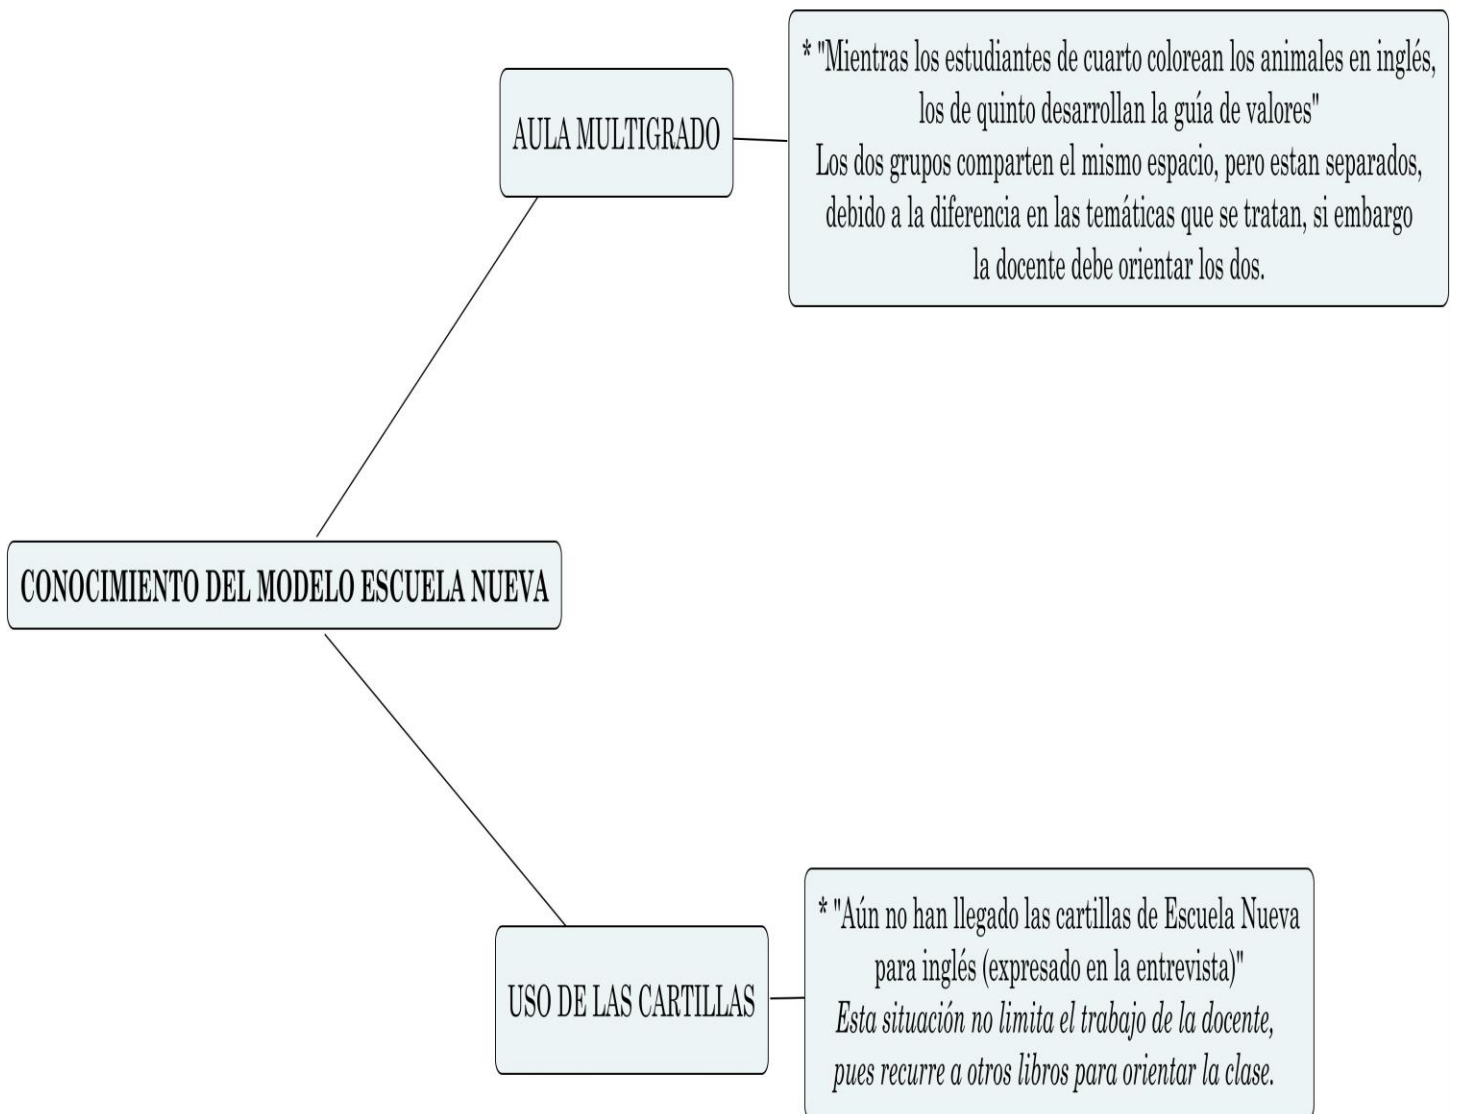 AULA MULTIGRADO
* "Mientras los estudiantes de cuarto colorean los animales en inglés,
los de quinto desarrollan la guía de valores"
Los dos grupos comparten el mismo espacio, pero estan separados,
debido a la diferencia en las temáticas que se tratan, si embargo
la docente debe orientar los dos.
CONOCIMIENTO DEL MODELO ESCUELA NUEVA
USO DE LAS CARTILLAS
* "Aún no han llegado las cartillas de Escuela Nueva
para inglés (expresado en la entrevista)"
Esta situación no limita el trabajo de la docente,
pues recurre a otros libros para orientar la clase.